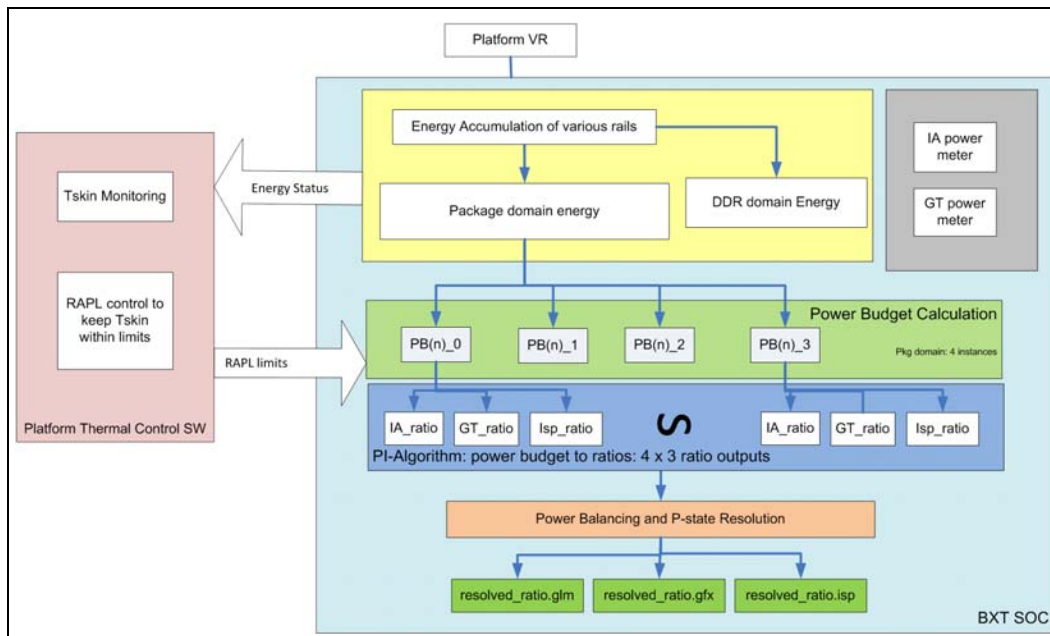 Platform VR
Energy Accumulation of various rails
IA power
meter
Tskin Monitoring
Energy Status
Package domain energy
DDR domain Energy
GT power
meter
RAPL control to
keep Tskin
within limits
RAPL limits
Power Budget Calculation
PB(n)_0
PB(n)_1
PB(n)_2
PB(n)_3
Pkg domain: 4 instances
Platform Thermal Control SW
IA_ratio
GT_ratio
Isp_ratio
IA_ratio
GT_ratio
Isp_ratio
PI-Algorithm: power budget to ratios: 4 x 3 ratio outputs
Power Balancing and P-state Resolution
resolved_ratio.glm
resolved_ratio.gfx
resolved_ratio.isp
BXT SOC